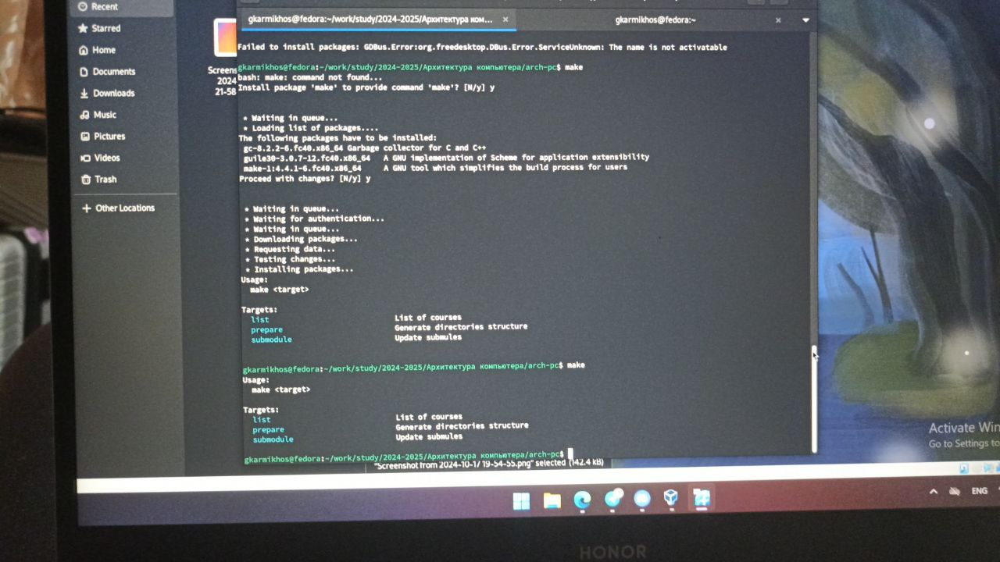 Recent
Starred
Home
Documents
Downloads
Music
Pictures
Videos
Trash
Other Locations
Screens
2024
21-58
gkarmikhos@fedora:~/work/study/2024-2025/Архитектура ком...
gkarmikhos@fedora:~
Failed to install packages: GDBus.Error:org.freedesktop.DBus.Error.ServiceUnknown: The name is not activatable
gkarmikhos@fedora:~/work/study/2024-2025/Архитектура компьютера/arch-pc$ make
bash: make: command not found...
Install package 'make' to provide command 'make'? [N/y] y
* Waiting in queue...
* Loading list of packages....
The following packages have to be installed:
gc-8.2.2-6.fc40.x86_64 Garbage collector for C and C++
guile30-3.0.7-12.fc40.x86_64 A GNU implementation of Scheme for application extensibility
make-1:4.4.1-6.fc40.x86_64 A GNU tool which simplifies the build process for users
Proceed with changes? [N/y] y
* Waiting in queue...
* Waiting for authentication...
* Waiting in queue...
* Downloading packages...
* Requesting data...
* Testing changes...
* Installing packages...
Usage:
make <target>
Targets:
list List of courses
prepare Generate directories structure
submodule Update submules
gkarmikhos@fedora:~/work/study/2024-2025/Архитектура компьютера/arch-pc$ make
Usage:
make <target>
Targets:
list List of courses
prepare Generate directories structure
submodule Update submules
gkarmikhos@fedora:~/work/study/2024-2025/Архитектура компьютера/arch-pc$
"Screenshot from 2024-10-17 19-54-55.png" selected (142.4 kB)
Activate Win
Go to Settings to
ENG
HONOR